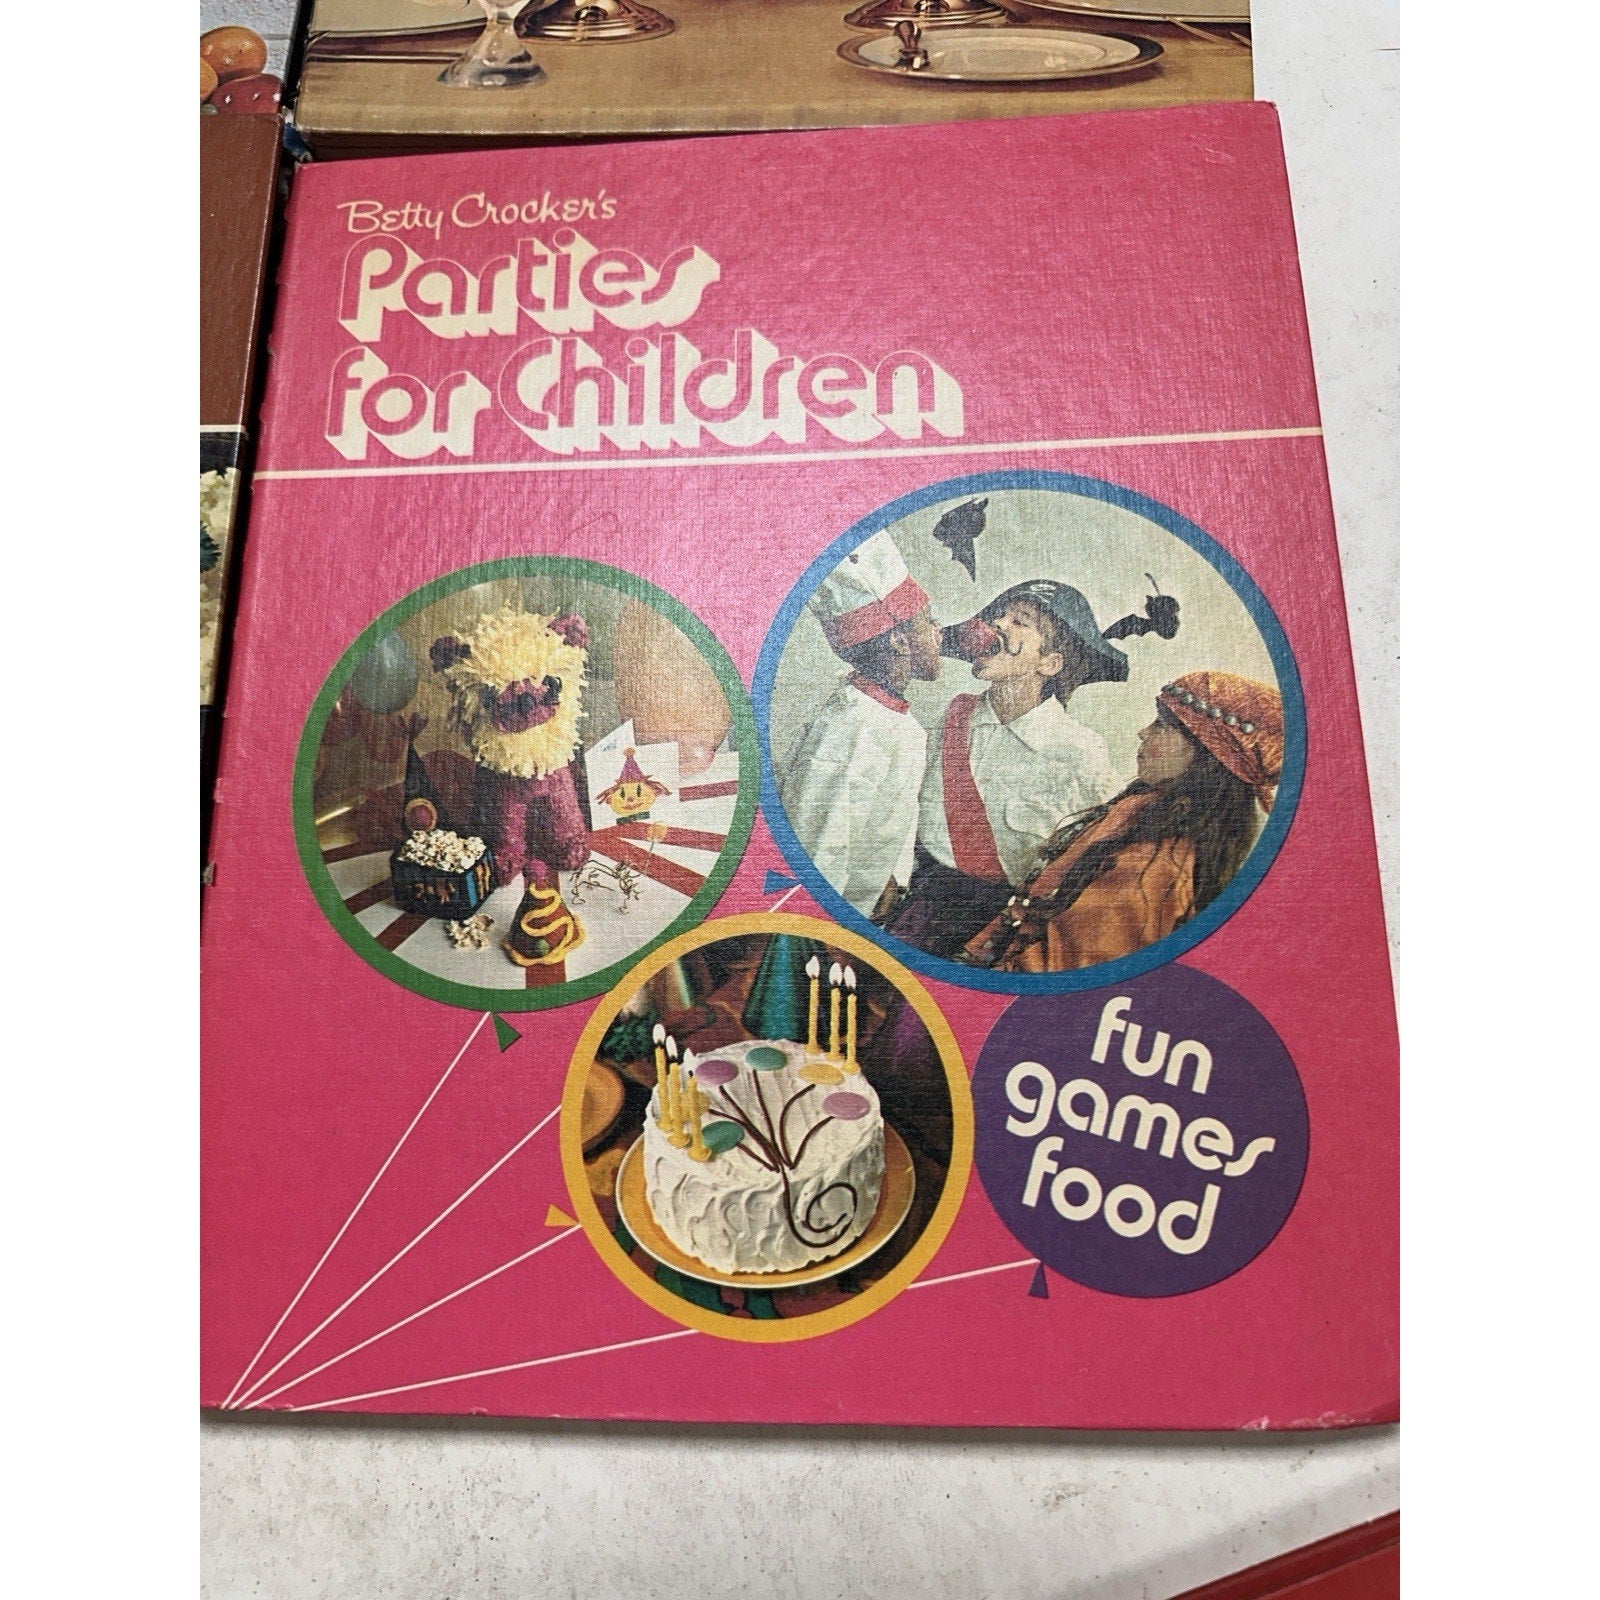 Betty Crocker's
Parties
for Children
fun
games
food